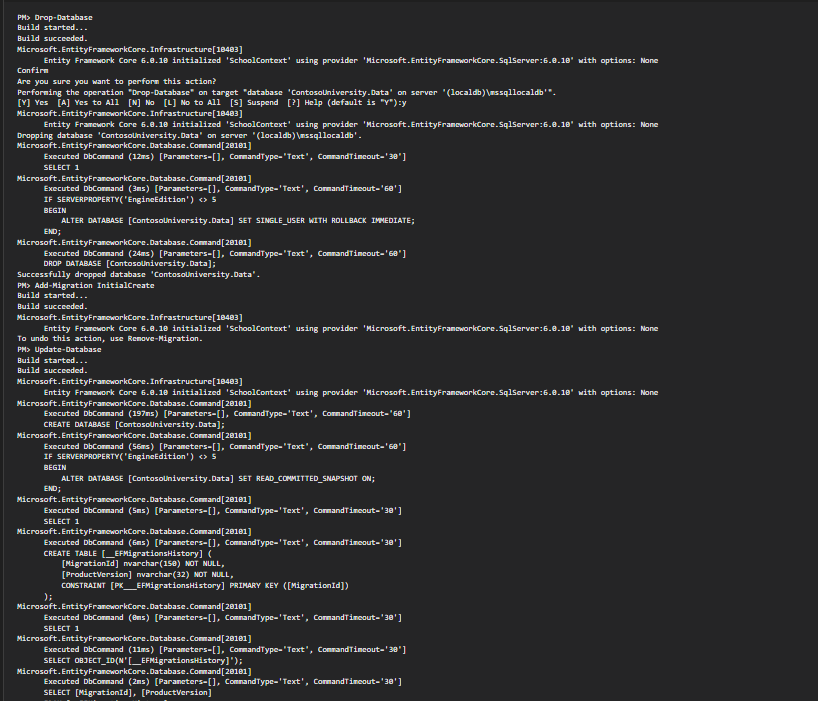 PM> Drop-Database
Build started...
Build succeeded.
Microsoft.EntityFrameworkCore.Infrastructure[10403]
      Entity Framework Core 6.0.10 initialized 'SchoolContext' using provider 'Microsoft.EntityFrameworkCore.SqlServer:6.0.10' with options: None
Confirm
Are you sure you want to perform this action?
Performing the operation "Drop-Database" on target "database 'ContosoUniversity.Data' on server '(localdb)\mssqllocaldb'".
[Y] Yes  [A] Yes to All  [N] No  [L] No to All  [S] Suspend  [?] Help (default is "Y"):y
Microsoft.EntityFrameworkCore.Infrastructure[10403]
      Entity Framework Core 6.0.10 initialized 'SchoolContext' using provider 'Microsoft.EntityFrameworkCore.SqlServer:6.0.10' with options: None
Dropping database 'ContosoUniversity.Data' on server '(localdb)\mssqllocaldb'.
Microsoft.EntityFrameworkCore.Database.Command[20101]
      Executed DbCommand (12ms) [Parameters=[], CommandType='Text', CommandTimeout='30']
      SELECT 1
Microsoft.EntityFrameworkCore.Database.Command[20101]
      Executed DbCommand (3ms) [Parameters=[], CommandType='Text', CommandTimeout='60']
      IF SERVERPROPERTY('EngineEdition') <> 5
      BEGIN
          ALTER DATABASE [ContosoUniversity.Data] SET SINGLE_USER WITH ROLLBACK IMMEDIATE;
      END;
Microsoft.EntityFrameworkCore.Database.Command[20101]
      Executed DbCommand (24ms) [Parameters=[], CommandType='Text', CommandTimeout='60']
      DROP DATABASE [ContosoUniversity.Data];
Successfully dropped database 'ContosoUniversity.Data'.
PM> Add-Migration InitialCreate
Build started...
Build succeeded.
Microsoft.EntityFrameworkCore.Infrastructure[10403]
      Entity Framework Core 6.0.10 initialized 'SchoolContext' using provider 'Microsoft.EntityFrameworkCore.SqlServer:6.0.10' with options: None
To undo this action, use Remove-Migration.
PM> Update-Database
Build started...
Build succeeded.
Microsoft.EntityFrameworkCore.Infrastructure[10403]
      Entity Framework Core 6.0.10 initialized 'SchoolContext' using provider 'Microsoft.EntityFrameworkCore.SqlServer:6.0.10' with options: None
Microsoft.EntityFrameworkCore.Database.Command[20101]
      Executed DbCommand (197ms) [Parameters=[], CommandType='Text', CommandTimeout='60']
      CREATE DATABASE [ContosoUniversity.Data];
Microsoft.EntityFrameworkCore.Database.Command[20101]
      Executed DbCommand (56ms) [Parameters=[], CommandType='Text', CommandTimeout='60']
      IF SERVERPROPERTY('EngineEdition') <> 5
      BEGIN
          ALTER DATABASE [ContosoUniversity.Data] SET READ_COMMITTED_SNAPSHOT ON;
      END;
Microsoft.EntityFrameworkCore.Database.Command[20101]
      Executed DbCommand (5ms) [Parameters=[], CommandType='Text', CommandTimeout='30']
      SELECT 1
Microsoft.EntityFrameworkCore.Database.Command[20101]
      Executed DbCommand (6ms) [Parameters=[], CommandType='Text', CommandTimeout='30']
      CREATE TABLE [__EFMigrationsHistory] (
          [MigrationId] nvarchar(150) NOT NULL,
          [ProductVersion] nvarchar(32) NOT NULL,
          CONSTRAINT [PK___EFMigrationsHistory] PRIMARY KEY ([MigrationId])
      );
Microsoft.EntityFrameworkCore.Database.Command[20101]
      Executed DbCommand (0ms) [Parameters=[], CommandType='Text', CommandTimeout='30']
      SELECT 1
Microsoft.EntityFrameworkCore.Database.Command[20101]
      Executed DbCommand (11ms) [Parameters=[], CommandType='Text', CommandTimeout='30']
      SELECT OBJECT_ID(N'[__EFMigrationsHistory]');
Microsoft.EntityFrameworkCore.Database.Command[20101]
      Executed DbCommand (2ms) [Parameters=[], CommandType='Text', CommandTimeout='30']
      SELECT [MigrationId], [ProductVersion]